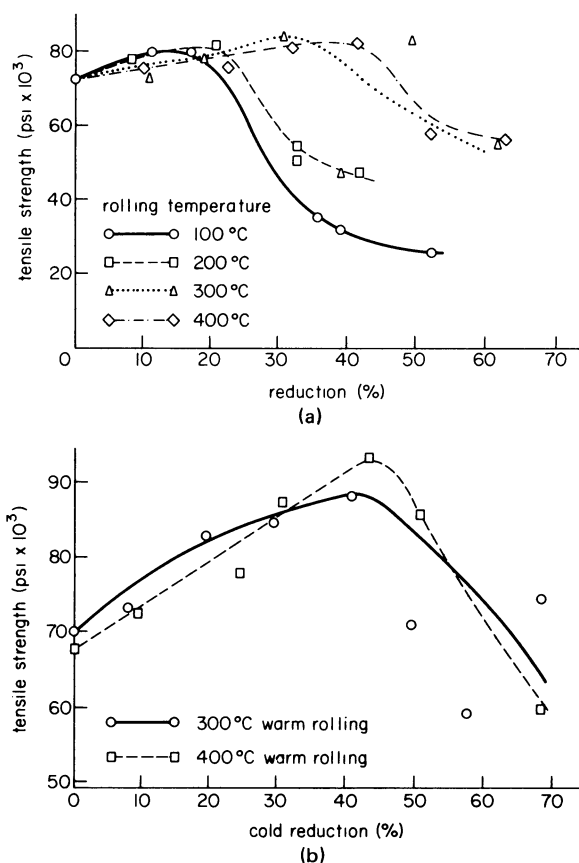 tensile strength (psi x 10³)
80
60
40
20
0
rolling temperature
100 °C
200 °C
300 °C
400 °C
0 10 20 30 40 50 60 70
reduction (%)
(a)
tensile strength (psi x 10³)
90
80
70
60
50
300°C warm rolling
400°C warm rolling
0 10 20 30 40 50 60 70
cold reduction (%)
(b)